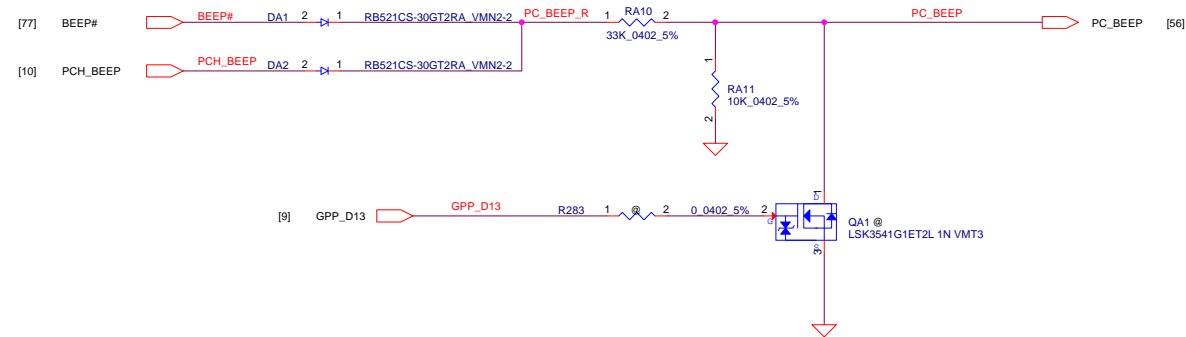 [77] BEEP# BEEP# DA1 2 1 RB521CS-30GT2RA_VMN2-2 PC_BEEP_R 1 RA10 2 PC_BEEP PC_BEEP [56]
33K_0402_5%
[10] PCH_BEEP PCH_BEEP DA2 2 1 RB521CS-30GT2RA_VMN2-2
1
RA11
10K_0402_5%
2
[9] GPP_D13 GPP_D13 R283 1 @ 2 0_0402_5% 2
G
D
1
S
3
QA1 @
LSK3541G1ET2L 1N VMT3